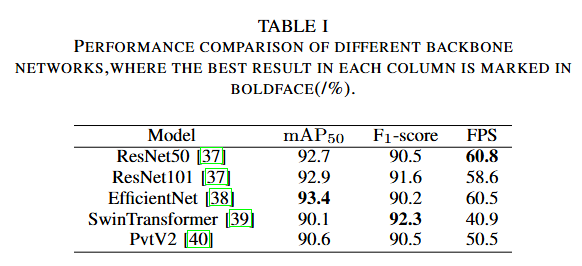 TABLE I
PERFORMANCE COMPARISON OF DIFFERENT BACKBONE
NETWORKS,WHERE THE BEST RESULT IN EACH COLUMN IS MARKED IN
BOLDFACE(/%).
Model mAP50 F1-score FPS
ResNet50 [37] 92.7 90.5 60.8
ResNet101 [37] 92.9 91.6 58.6
EfficientNet [38] 93.4 90.2 60.5
SwinTransformer [39] 90.1 92.3 40.9
PvtV2 [40] 90.6 90.5 50.5